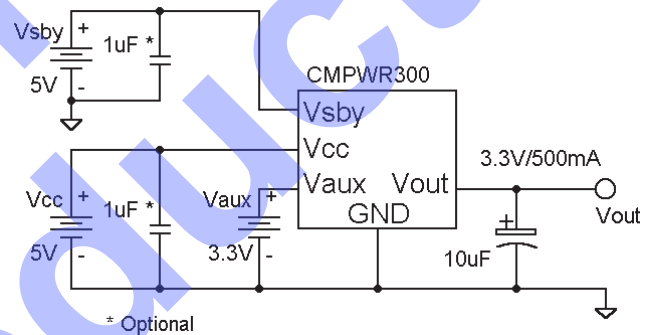 Vsby +
1uF *
5V -
CMPWR300
Vsby
Vcc
Vaux Vout
GND
3.3V/500mA
Vout
Vcc +
1uF *
5V -
Vaux +
3.3V -
+
10uF
* Optional